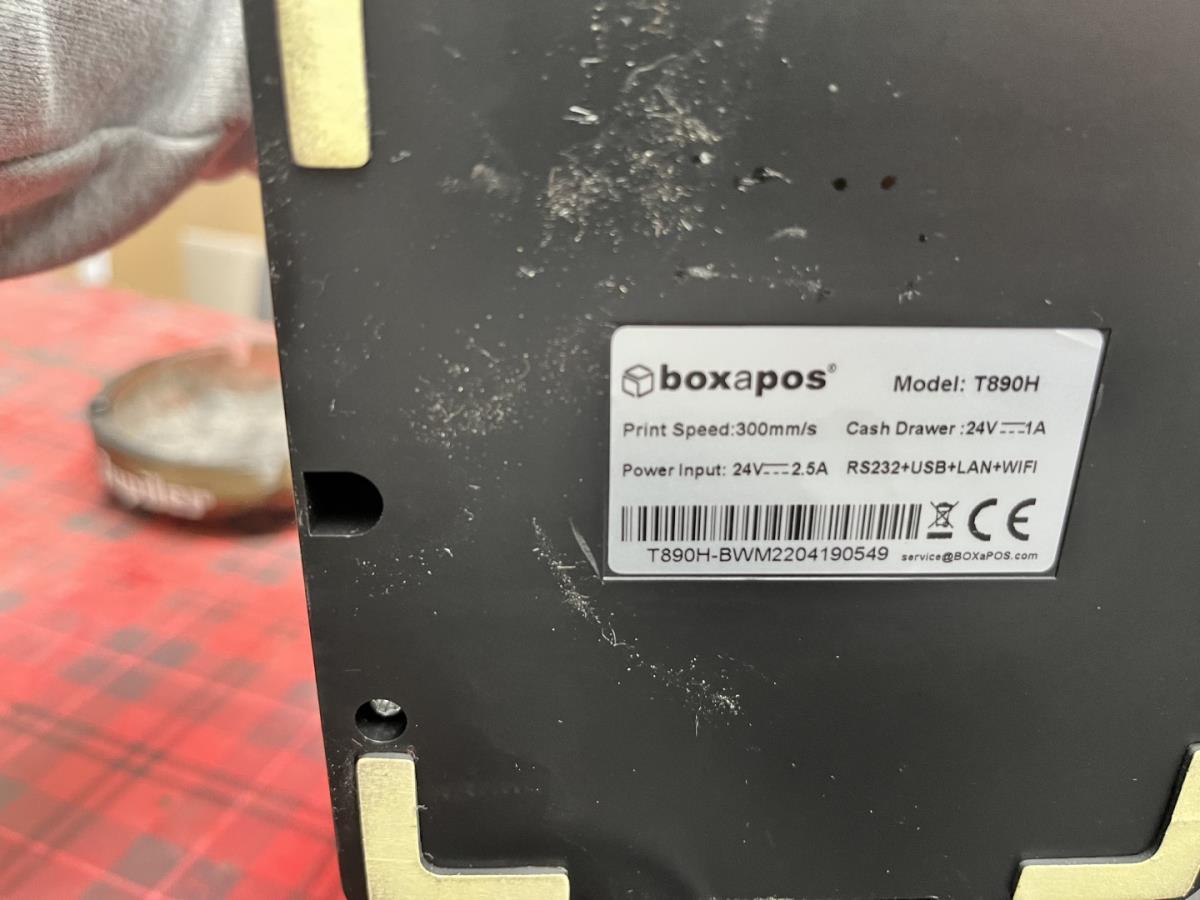 boxapos®
Model: T890H
Print Speed:300mm/s
Cash Drawer :24V⎓1A
Power Input: 24V⎓2.5A
RS232+USB+LAN+WIFI
CE
T890H-BWM2204190549
service@BOXaPOS.com